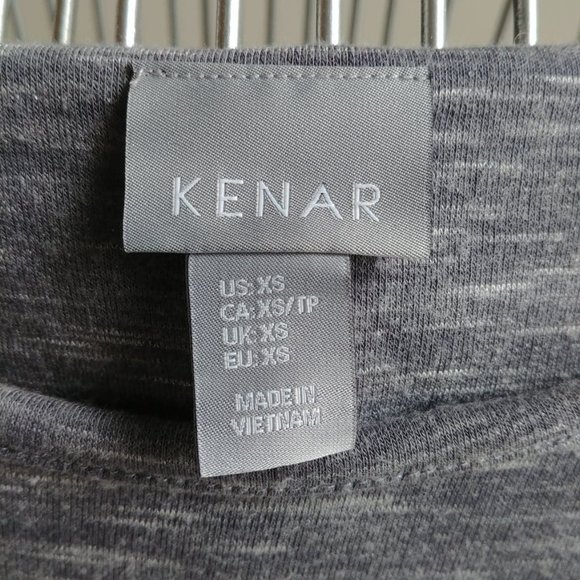 KENAR
US: XS
CA: XS/TP
UK: XS
EU: XS
MADE IN
VIETNAM